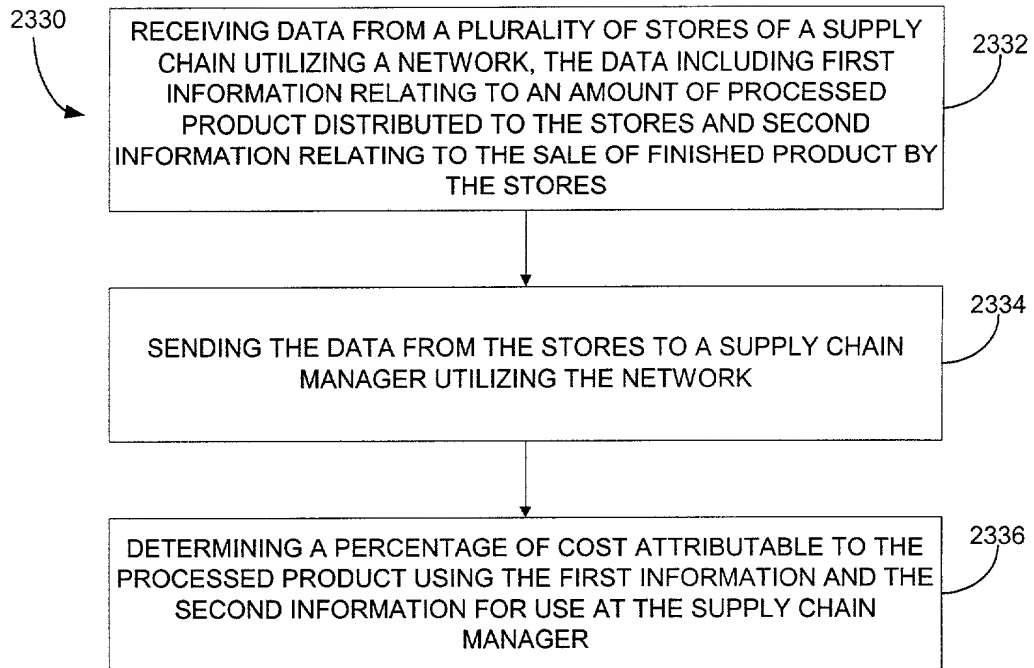 2330
RECEIVING DATA FROM A PLURALITY OF STORES OF A SUPPLY
CHAIN UTILIZING A NETWORK, THE DATA INCLUDING FIRST
INFORMATION RELATING TO AN AMOUNT OF PROCESSED
PRODUCT DISTRIBUTED TO THE STORES AND SECOND
INFORMATION RELATING TO THE SALE OF FINISHED PRODUCT BY
THE STORES
2332
SENDING THE DATA FROM THE STORES TO A SUPPLY CHAIN
MANAGER UTILIZING THE NETWORK
2334
DETERMINING A PERCENTAGE OF COST ATTRIBUTABLE TO THE
PROCESSED PRODUCT USING THE FIRST INFORMATION AND THE
SECOND INFORMATION FOR USE AT THE SUPPLY CHAIN
MANAGER
2336